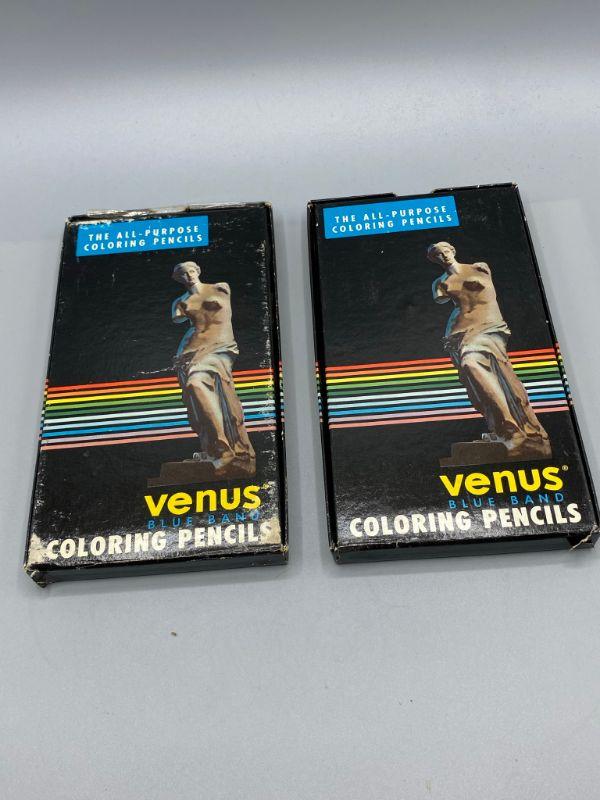 THE ALL-PURPOSE
COLORING PENCILS
venus®
BLUE BAND
COLORING PENCILS
THE ALL-PURPOSE
COLORING PENCILS
venus®
BLUE BAND
COLORING PENCILS